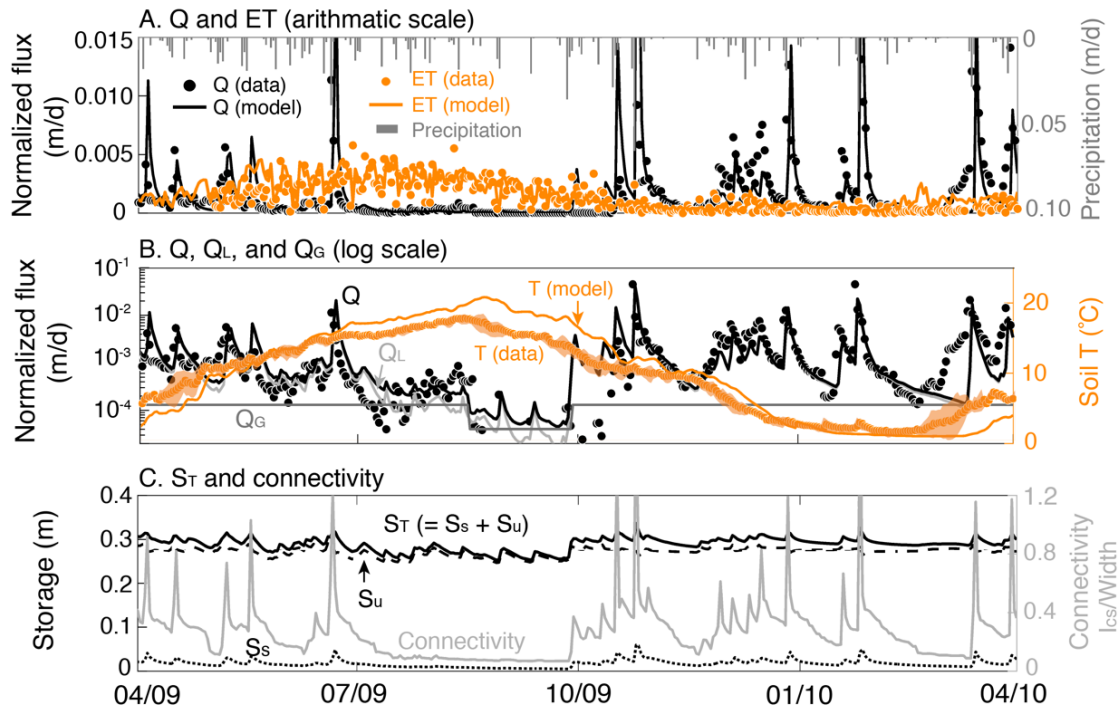 A. Q and ET (arithmatic scale)
Normalized flux
(m/d)
0.015
0.010
0.005
0
Q (data)
Q (model)
ET (data)
ET (model)
Precipitation
0
0.05
0.10
Precipitation (m/d)
B. Q, QL, and QG (log scale)
Normalized flux
(m/d)
10-1
10-2
10-3
10-4
Q
QL
QG
T (model)
T (data)
20
10
0
Soil T (℃)
C. ST and connectivity
Storage (m)
0.4
0.3
0.2
0.1
0
ST (= Ss + Su)
Su
Ss
Connectivity
1.2
0.8
0.4
0
Connectivity
Ics/Width
04/09
07/09
10/09
01/10
04/10